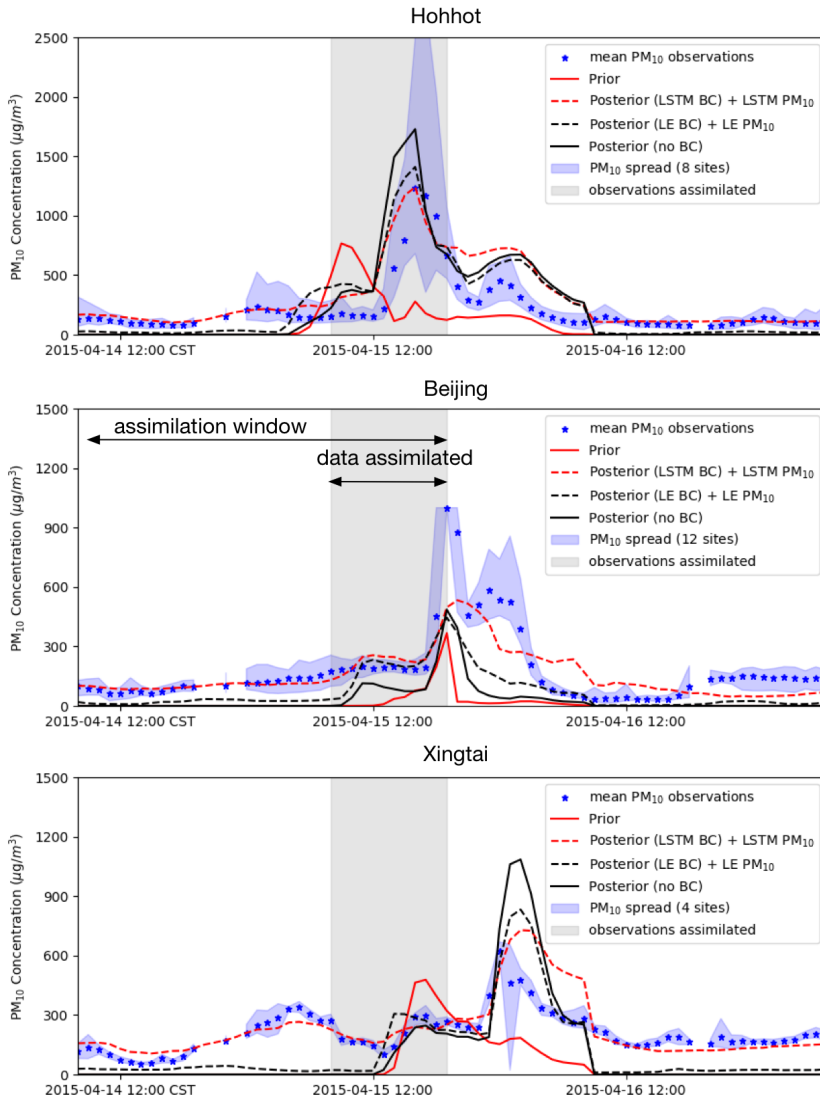 Hohhot
2500
2000
1500
1000
500
0
PM₁₀ Concentration (μg/m³)
mean PM₁₀ observations
Prior
Posterior (LSTM BC) + LSTM PM₁₀
Posterior (LE BC) + LE PM₁₀
Posterior (no BC)
PM₁₀ spread (8 sites)
observations assimilated
2015-04-14 12:00 CST
2015-04-15 12:00
2015-04-16 12:00
Beijing
1500
1200
900
600
300
0
PM₁₀ Concentration (μg/m³)
assimilation window
data assimilated
mean PM₁₀ observations
Prior
Posterior (LSTM BC) + LSTM PM₁₀
Posterior (LE BC) + LE PM₁₀
Posterior (no BC)
PM₁₀ spread (12 sites)
observations assimilated
2015-04-14 12:00 CST
2015-04-15 12:00
2015-04-16 12:00
Xingtai
1500
1200
900
600
300
0
PM₁₀ Concentration (μg/m³)
mean PM₁₀ observations
Prior
Posterior (LSTM BC) + LSTM PM₁₀
Posterior (LE BC) + LE PM₁₀
Posterior (no BC)
PM₁₀ spread (4 sites)
observations assimilated
2015-04-14 12:00 CST
2015-04-15 12:00
2015-04-16 12:00